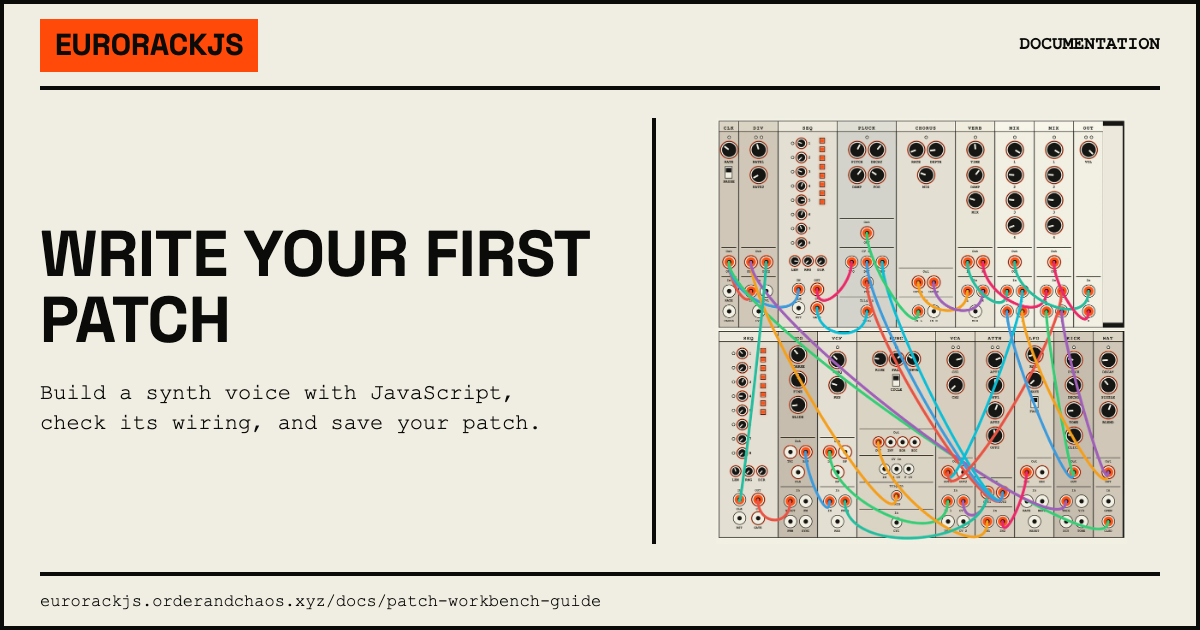 EURORACKJS
DOCUMENTATION
WRITE YOUR FIRST
PATCH
Build a synth voice with JavaScript,
check its wiring, and save your patch.
CLK DIV SEQ PLUCK CHORUS VERB MIX MIX OUT
SEQ VCF FUNC VCA ATTN LFO KICK HAT
eurorackjs.orderandchaos.xyz/docs/patch-workbench-guide